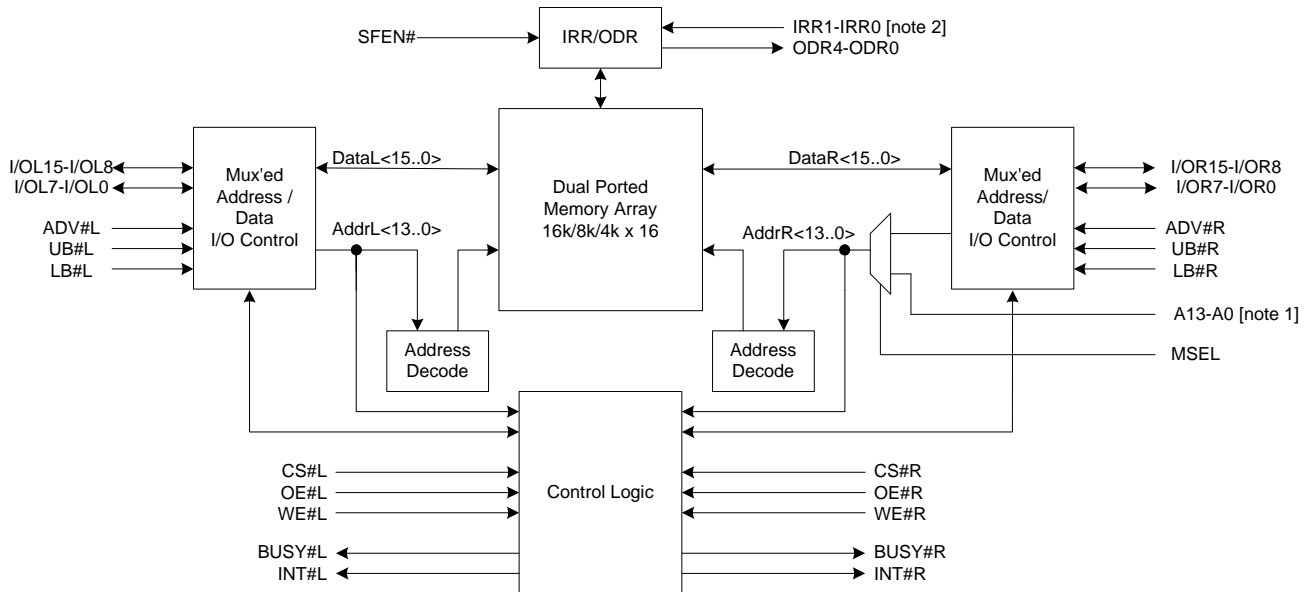 IRR1-IRR0 [note 2]
SFEN#
IRR/ODR
ODR4-ODR0
I/OL15-I/OL8
I/OL7-I/OL0
ADV#L
UB#L
LB#L
Mux'ed
Address /
Data
I/O Control
DataL<15..0>
AddrL<13..0>
Dual Ported
Memory Array
16k/8k/4k x 16
DataR<15..0>
AddrR<13..0>
Mux'ed
Address/
Data
I/O Control
I/OR15-I/OR8
I/OR7-I/OR0
ADV#R
UB#R
LB#R
A13-A0 [note 1]
MSEL
Address
Decode
Address
Decode
Control Logic
CS#L
OE#L
WE#L
BUSY#L
INT#L
CS#R
OE#R
WE#R
BUSY#R
INT#R